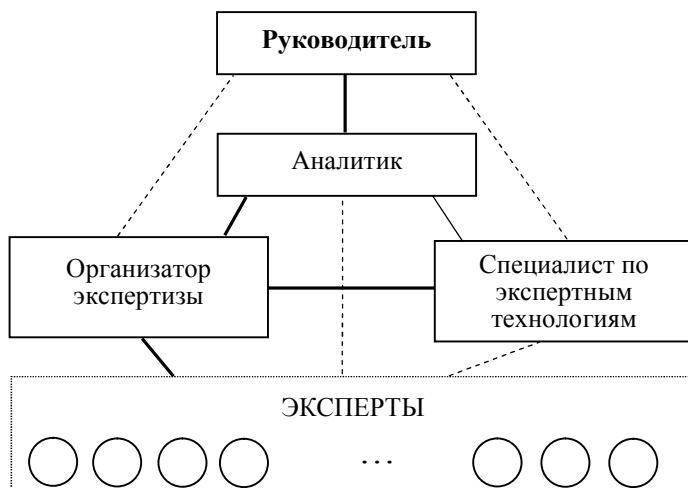 Руководитель
Аналитик
Организатор
экспертизы
Специалист по
экспертным
технологиям
ЭКСПЕРТЫ
...